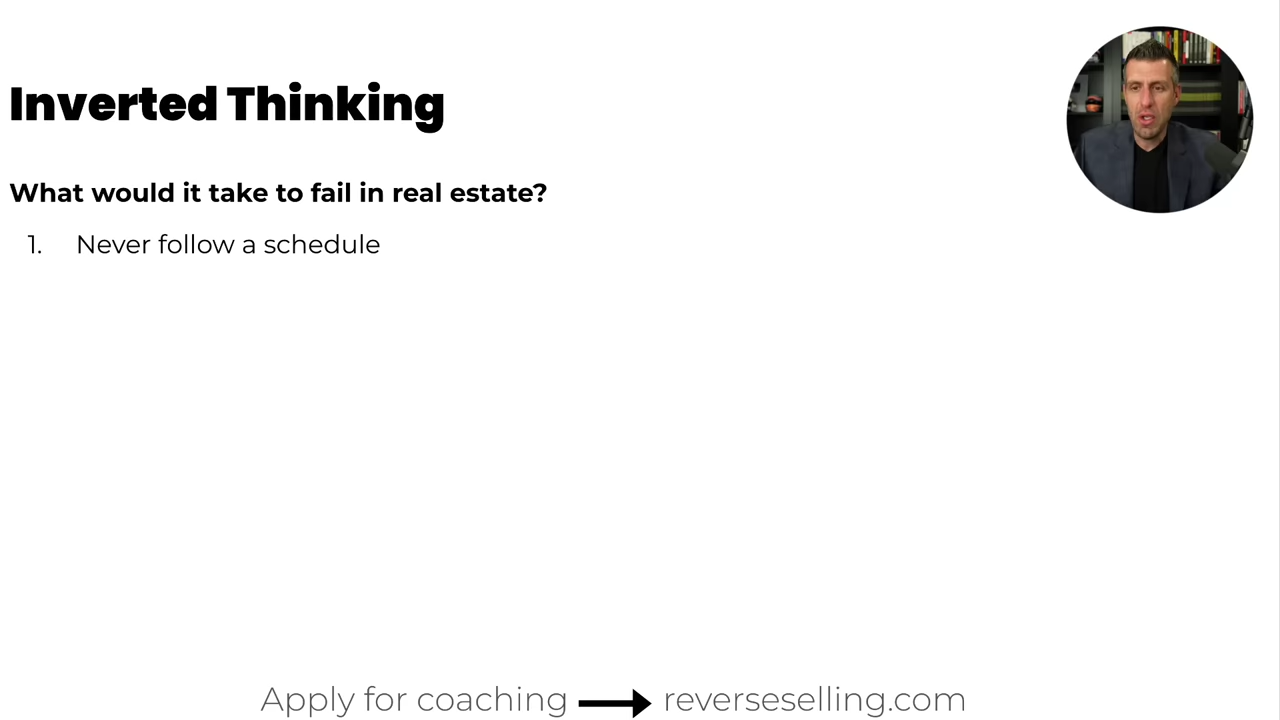 Inverted Thinking
What would it take to fail in real estate?
1. Never follow a schedule
Apply for coaching → reverseselling.com